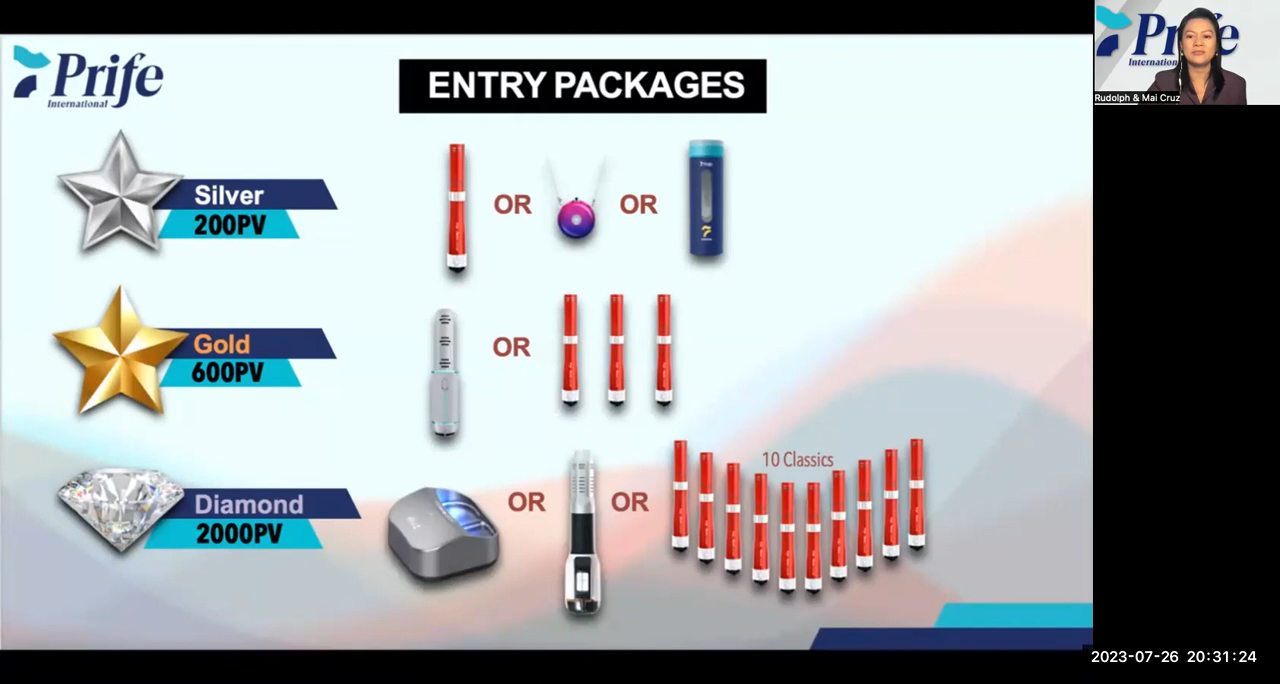 Prife
International
ENTRY PACKAGES
Silver
200PV
OR
OR
Gold
600PV
OR
Diamond
2000PV
OR
OR
10 Classics
Prife
Rudolph & Mai Cruz
2023-07-26 20:31:24